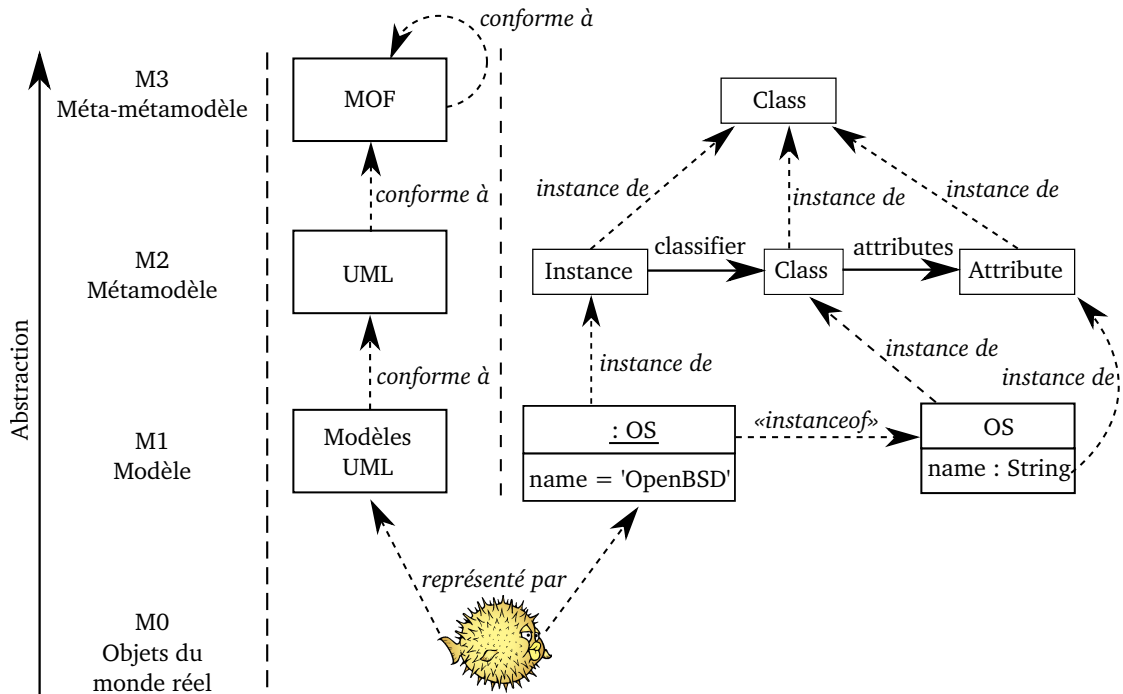 conforme à
M3
Méta-métamodèle
MOF
Class
conforme à
instance de
instance de
instance de
M2
Métamodèle
UML
Instance
classifier
Class
attributes
Attribute
Abstraction
conforme à
instance de
instance de
instance de
M1
Modèle
Modèles
UML
: OS
name = 'OpenBSD'
«instanceof»
OS
name : String
représenté par
M0
Objets du
monde réel